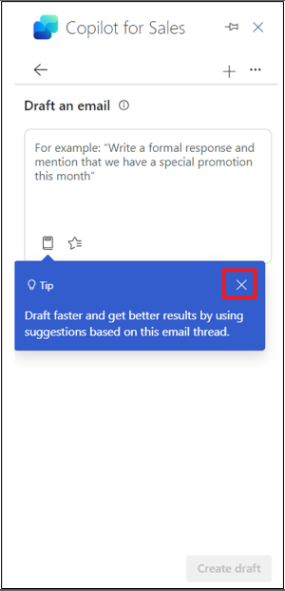 Copilot for Sales
Draft an email
For example: "Write a formal response and
mention that we have a special promotion
this month"
Tip
Draft faster and get better results by using
suggestions based on this email thread.
Create draft